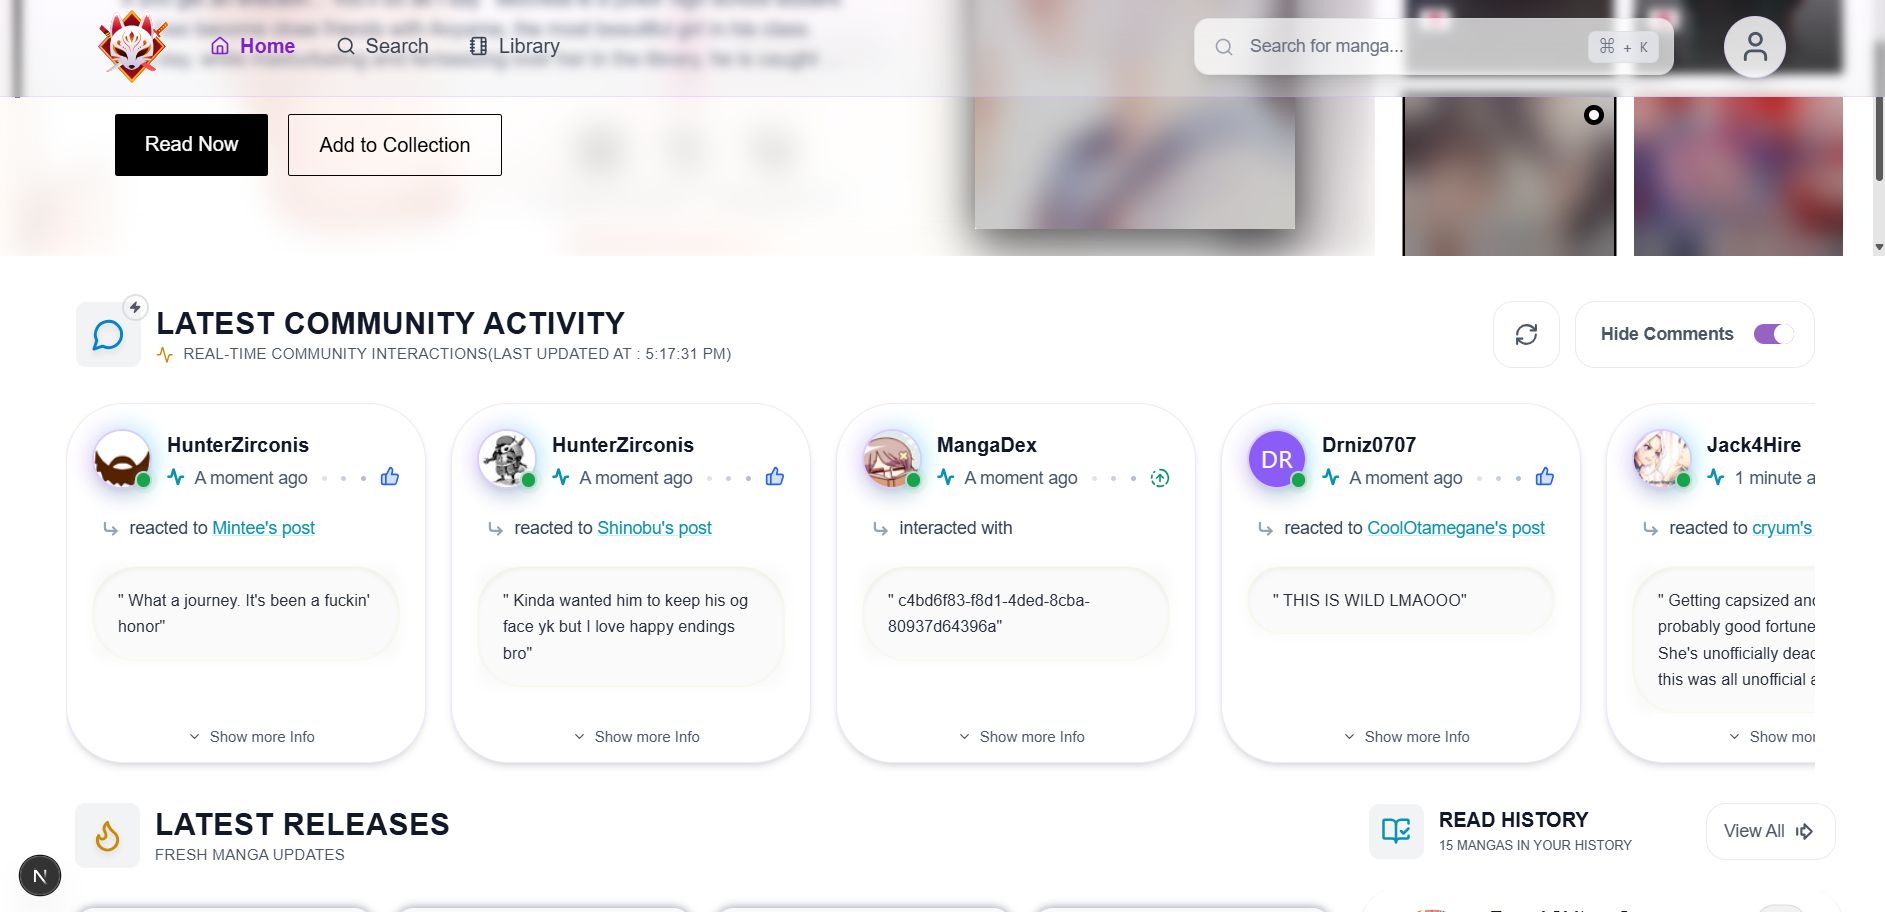 Home
Search
Library
Search for manga...
⌘ + K
Read Now
Add to Collection
LATEST COMMUNITY ACTIVITY
REAL-TIME COMMUNITY INTERACTIONS(LAST UPDATED AT : 5:17:31 PM)
Hide Comments
HunterZirconis
A moment ago
reacted to Mintee's post
" What a journey. It's been a fuckin'
honor"
Show more Info
HunterZirconis
A moment ago
reacted to Shinobu's post
" Kinda wanted him to keep his og
face yk but I love happy endings
bro"
Show more Info
MangaDex
A moment ago
interacted with
" c4bd6f83-f8d1-4ded-8cba-
80937d64396a"
Show more Info
DR
Drniz0707
A moment ago
reacted to CoolOtamegane's post
" THIS IS WILD LMAOOO"
Show more Info
Jack4Hire
1 minute a
reacted to cryum's
" Getting capsized and
probably good fortune
She's unofficially dead
this was all unofficial a
Show mor
LATEST RELEASES
FRESH MANGA UPDATES
READ HISTORY
15 MANGAS IN YOUR HISTORY
View All
N